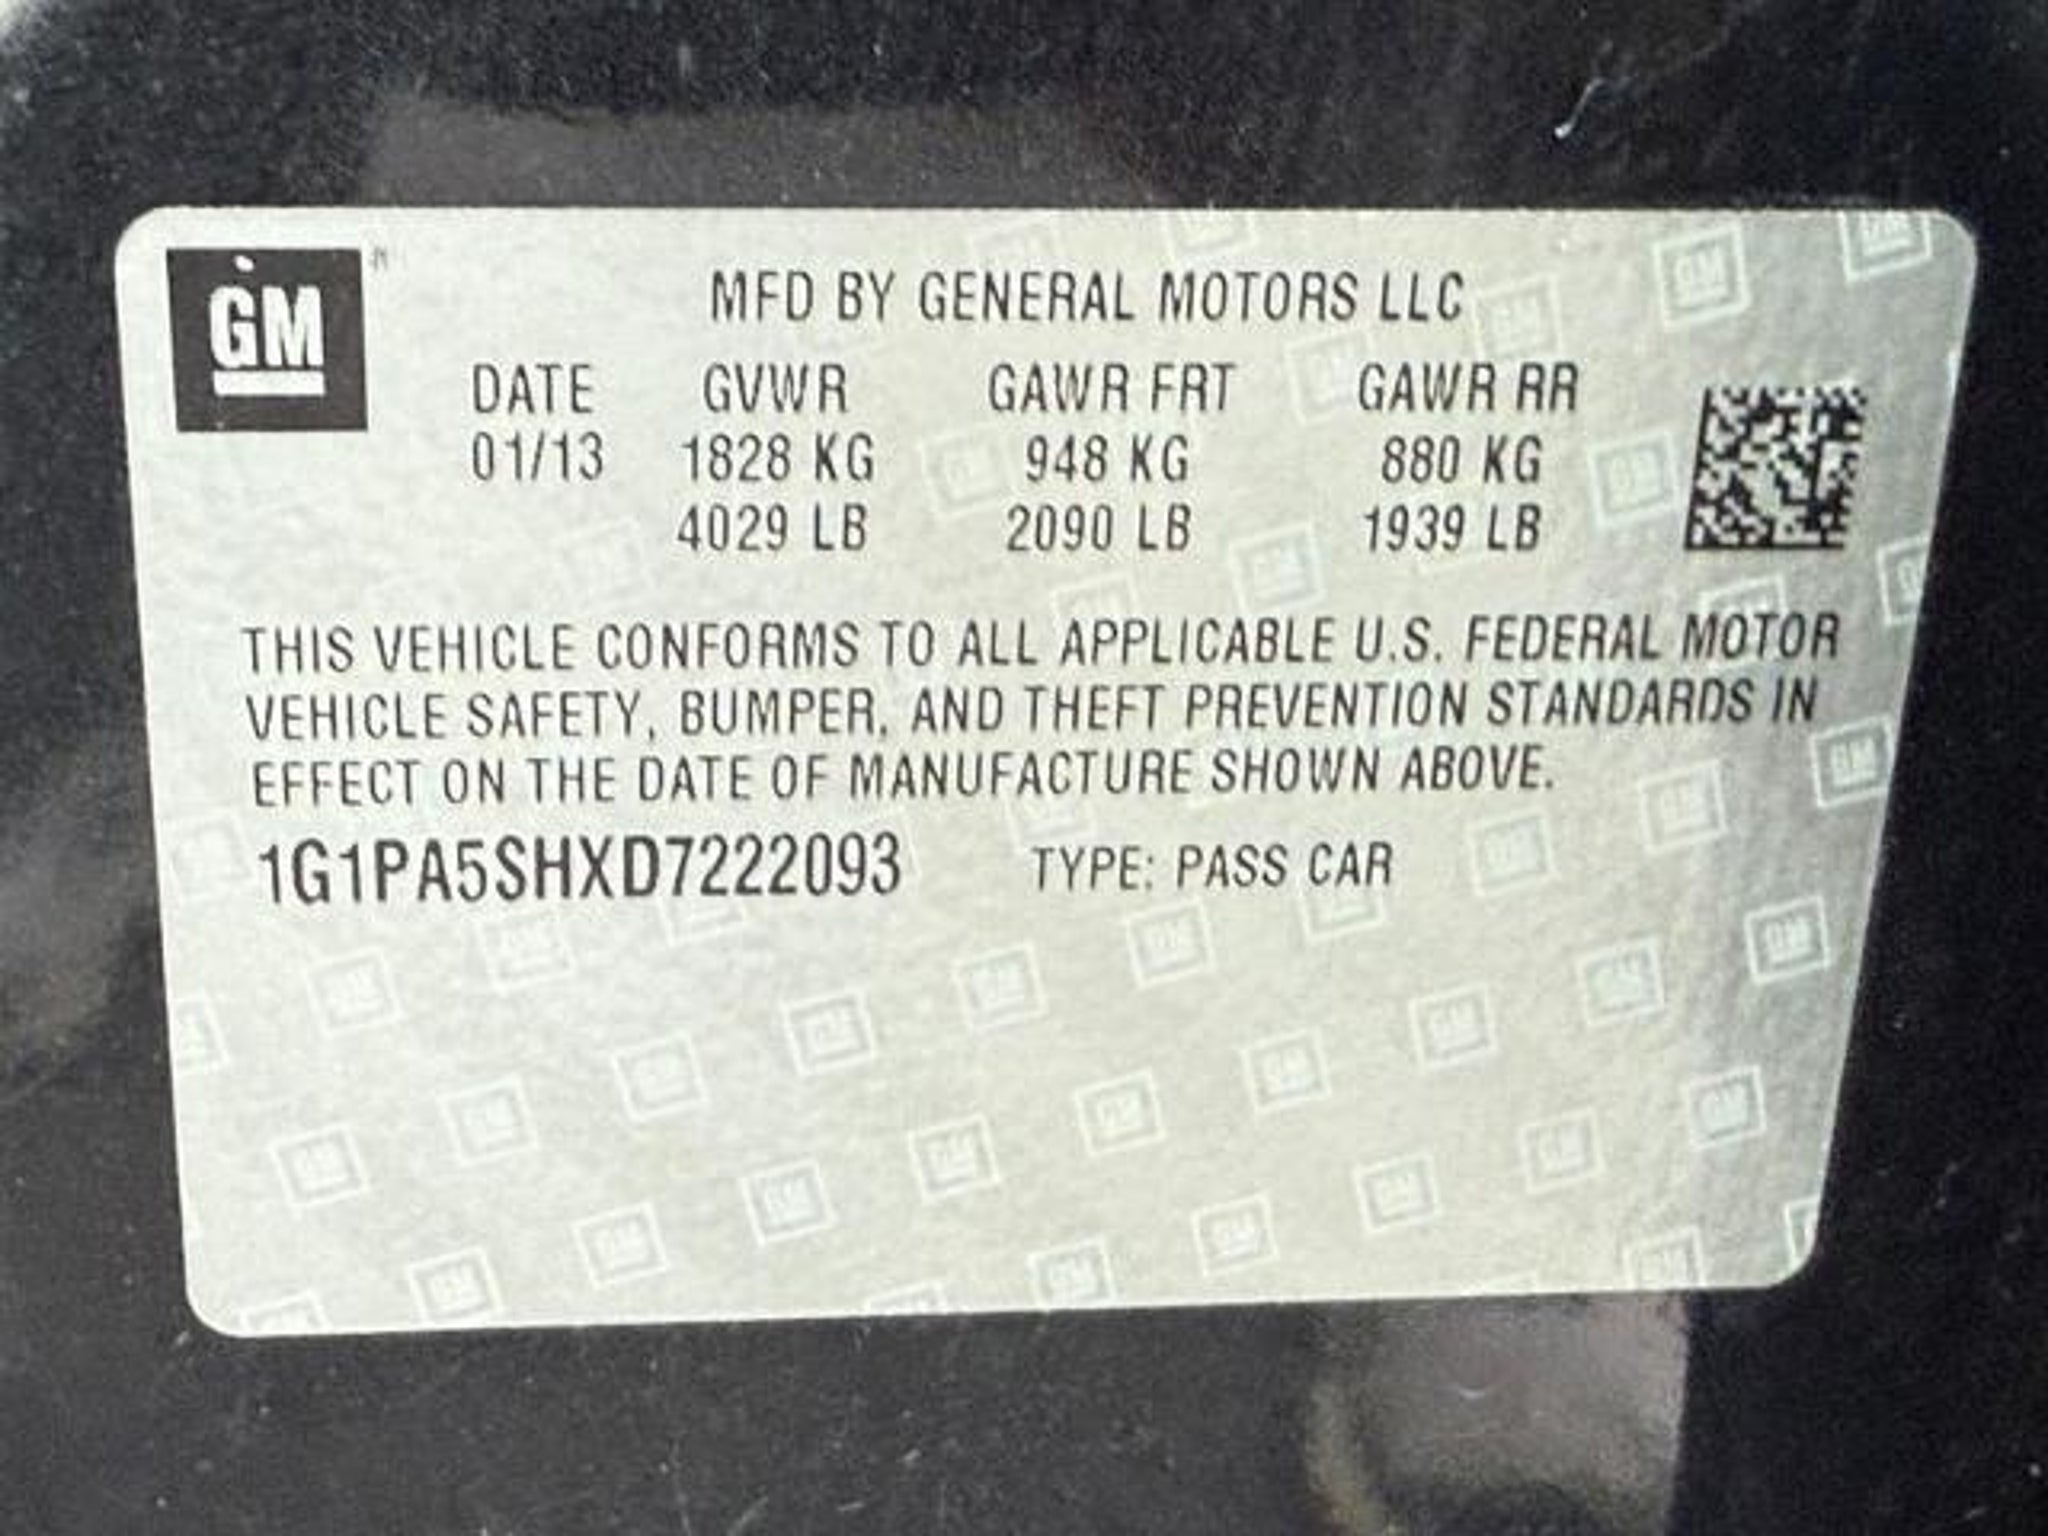 GM
MFD BY GENERAL MOTORS LLC
DATE GVWR GAWR FRT GAWR RR
01/13 1828 KG 948 KG 880 KG
4029 LB 2090 LB 1939 LB
THIS VEHICLE CONFORMS TO ALL APPLICABLE U.S. FEDERAL MOTOR
VEHICLE SAFETY, BUMPER, AND THEFT PREVENTION STANDARDS IN
EFFECT ON THE DATE OF MANUFACTURE SHOWN ABOVE.
1G1PA5SHXD7222093 TYPE: PASS CAR